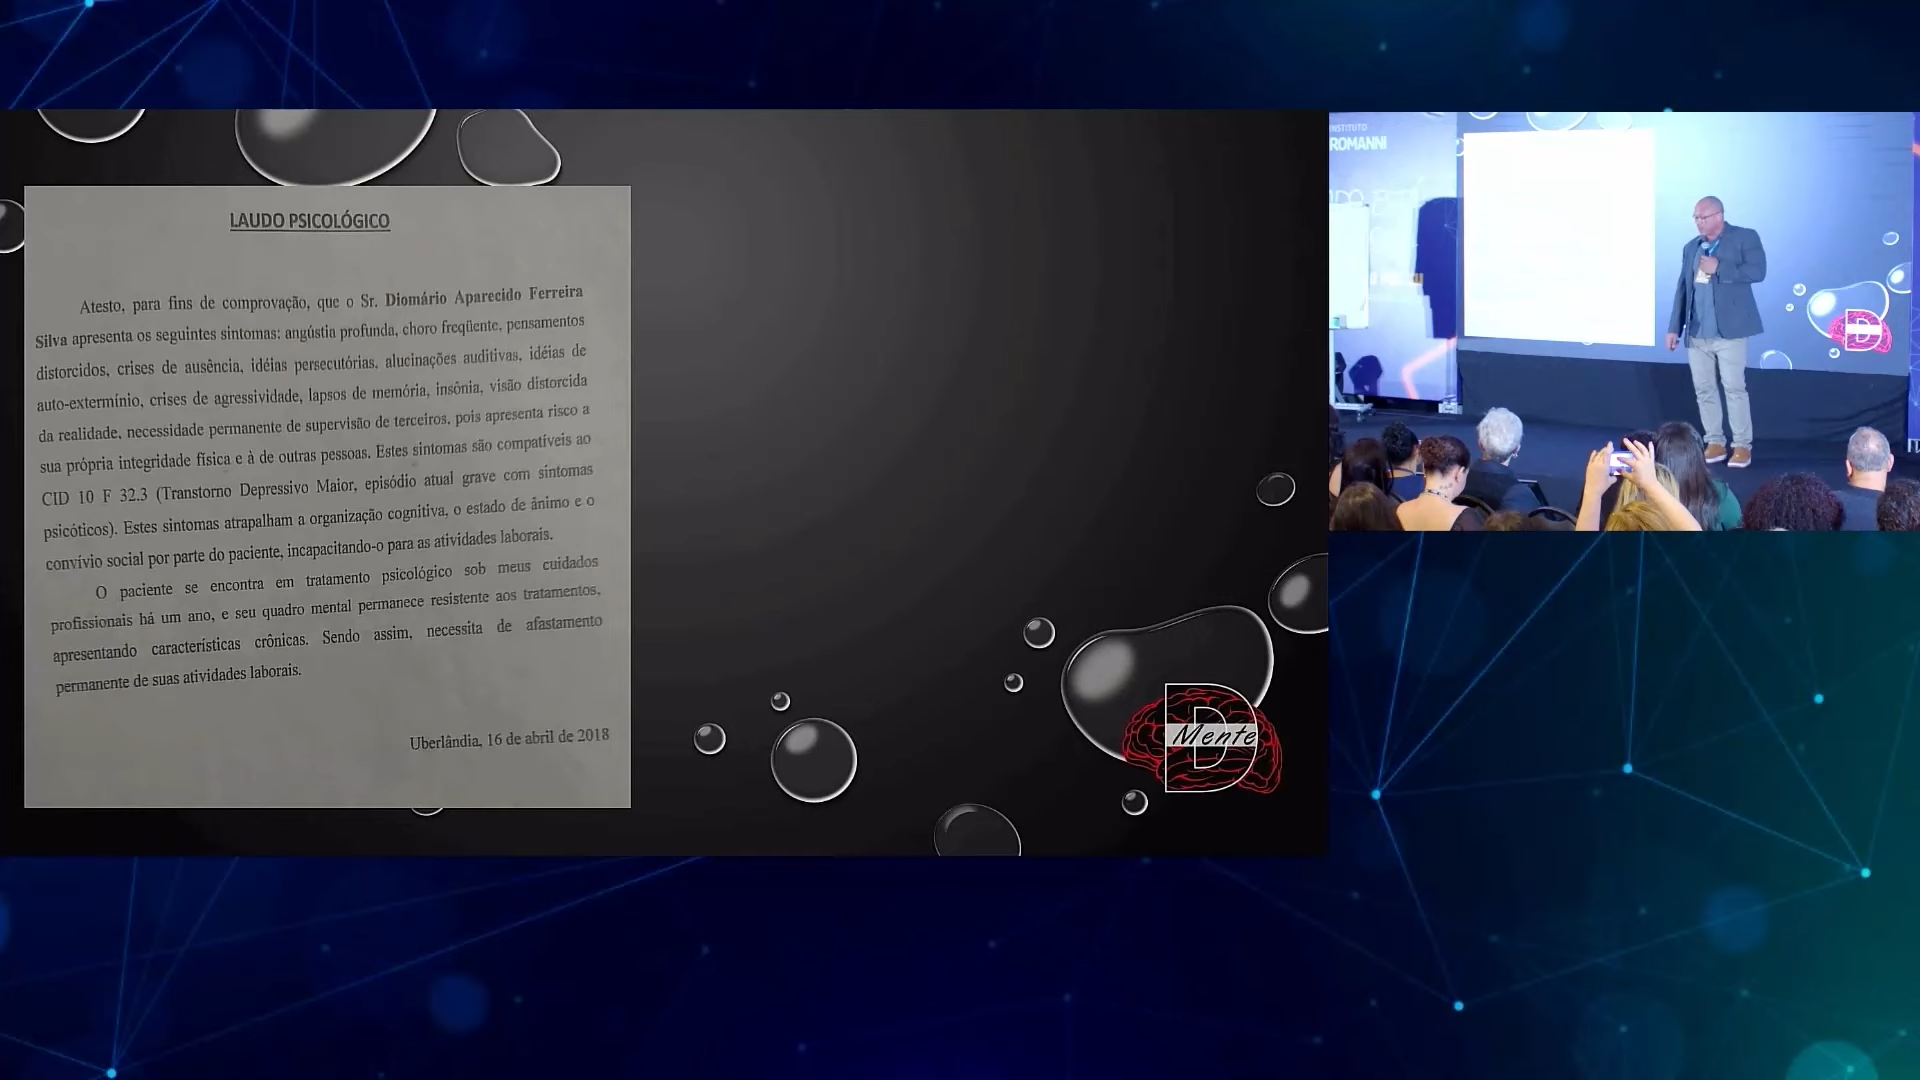 LAUDO PSICOLÓGICO
Atesto, para fins de comprovação, que o Sr. Diomário Aparecido Ferreira
Silva apresenta os seguintes sintomas: angústia profunda, choro freqüente, pensamentos
distorcidos, crises de ausência, idéias persecutórias, alucinações auditivas, idéias de
auto-extermínio, crises de agressividade, lapsos de memória, insônia, visão distorcida
da realidade, necessidade permanente de supervisão de terceiros, pois apresenta risco a
sua própria integridade física e à de outras pessoas. Estes sintomas são compatíveis ao
CID 10 F 32.3 (Transtorno Depressivo Maior, episódio atual grave com sintomas
psicóticos). Estes sintomas atrapalham a organização cognitiva, o estado de ânimo e o
convívio social por parte do paciente, incapacitando-o para as atividades laborais.
O paciente se encontra em tratamento psicológico sob meus cuidados
profissionais há um ano, e seu quadro mental permanece resistente aos tratamentos,
apresentando características crônicas. Sendo assim, necessita de afastamento
permanente de suas atividades laborais.
Uberlândia, 16 de abril de 2018
D Mente
INSTITUTO
ROMANNI
D